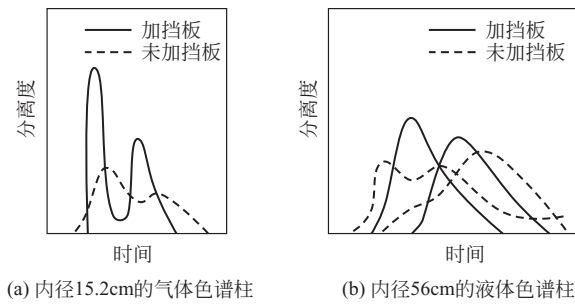 加挡板
未加挡板
分离度
时间
(a) 内径15.2cm的气体色谱柱
加挡板
未加挡板
分离度
时间
(b) 内径56cm的液体色谱柱